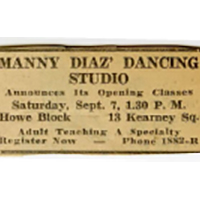 MANNY DIAZ' DANCING
STUDIO
Announces Its Opening Classes
Saturday, Sept. 7, 1.30 P. M.
Howe Block — 13 Kearney Sq.
Adult Teaching A Specialty
Register Now — Phone 1882-R